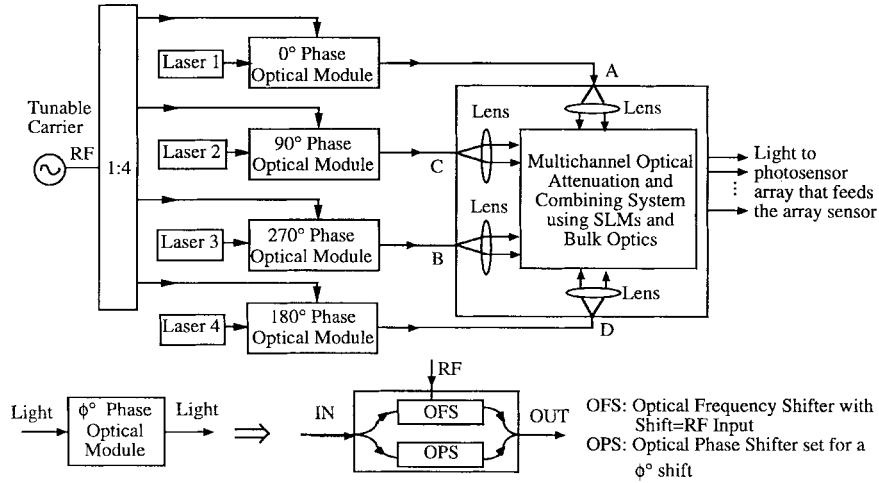 Tunable
Carrier
RF
1:4
Laser 1
0° Phase
Optical Module
Laser 2
90° Phase
Optical Module
Laser 3
270° Phase
Optical Module
Laser 4
180° Phase
Optical Module
A
Lens
Lens
C
Lens
B
Multichannel Optical
Attenuation and
Combining System
using SLMs and
Bulk Optics
Lens
D
Light to
photosensor
array that feeds
the array sensor
Light
ϕ° Phase
Optical
Module
Light
IN
RF
OFS
OPS
OUT
OFS: Optical Frequency Shifter with
Shift=RF Input
OPS: Optical Phase Shifter set for a
ϕ° shift